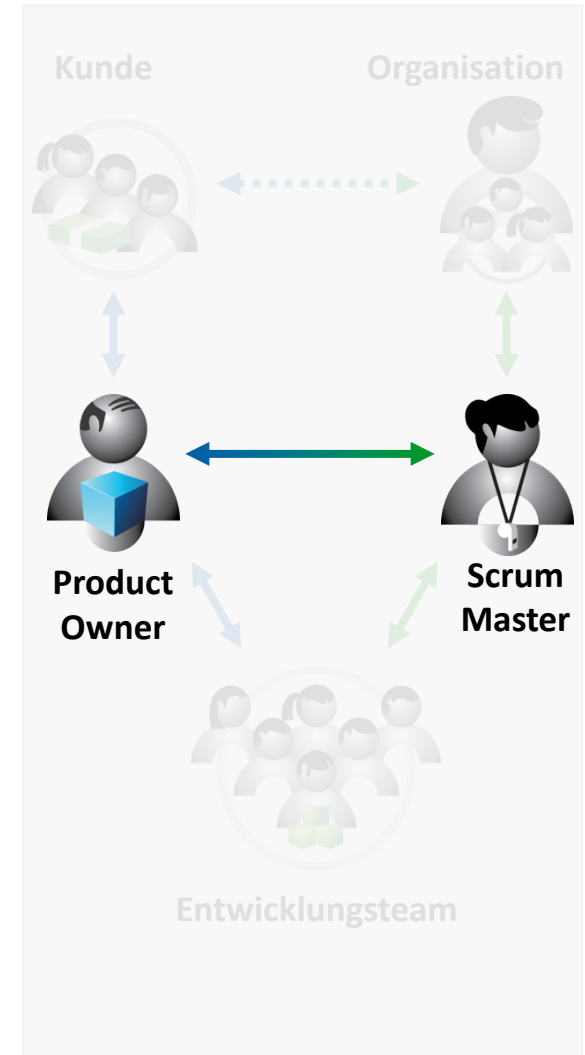 Kunde
Organisation
Product
Owner
Scrum
Master
Entwicklungsteam